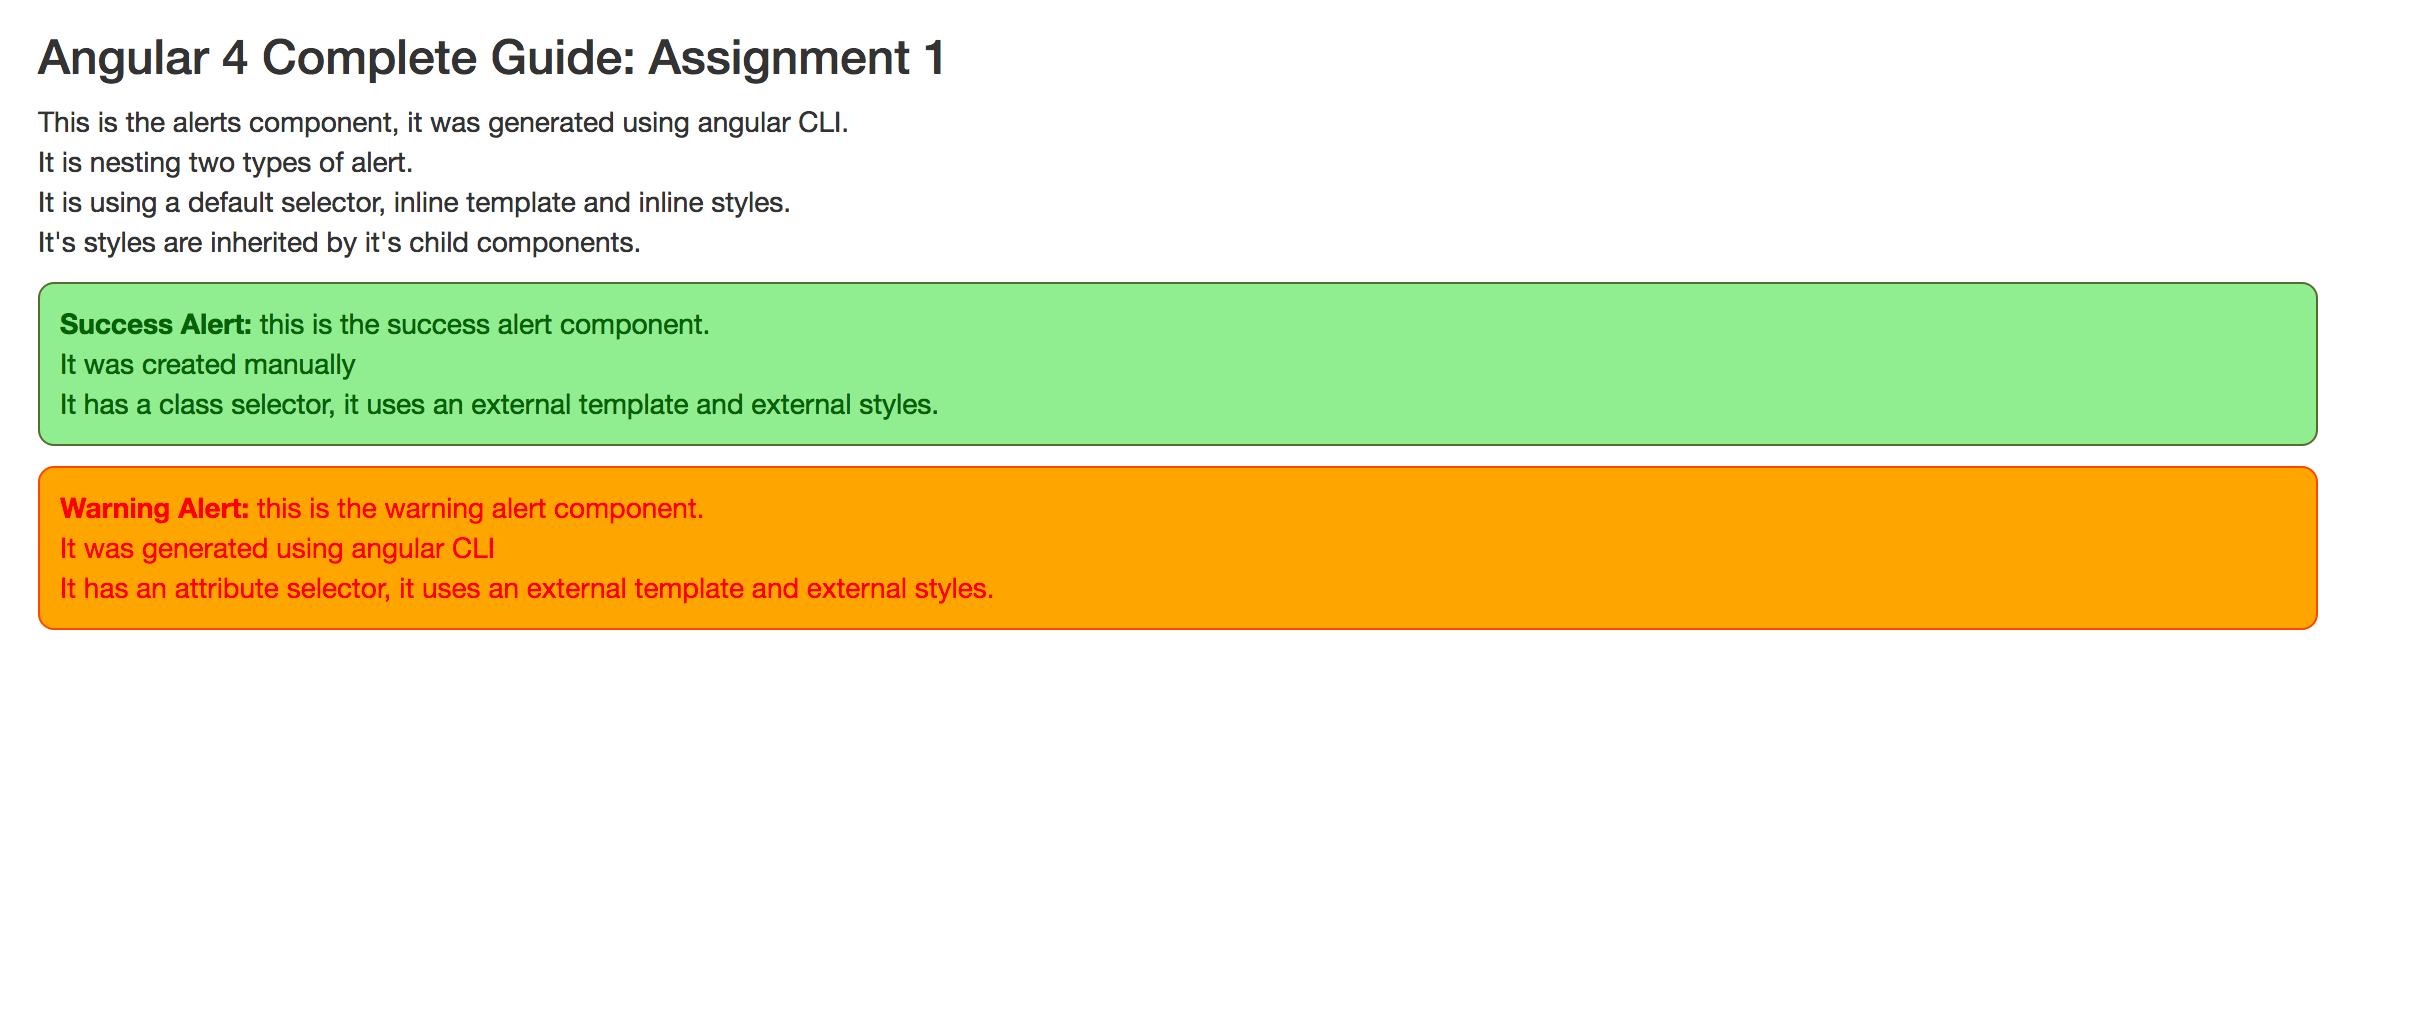 Angular 4 Complete Guide: Assignment 1
This is the alerts component, it was generated using angular CLI.
It is nesting two types of alert.
It is using a default selector, inline template and inline styles.
It's styles are inherited by it's child components.
Success Alert: this is the success alert component.
It was created manually
It has a class selector, it uses an external template and external styles.
Warning Alert: this is the warning alert component.
It was generated using angular CLI
It has an attribute selector, it uses an external template and external styles.